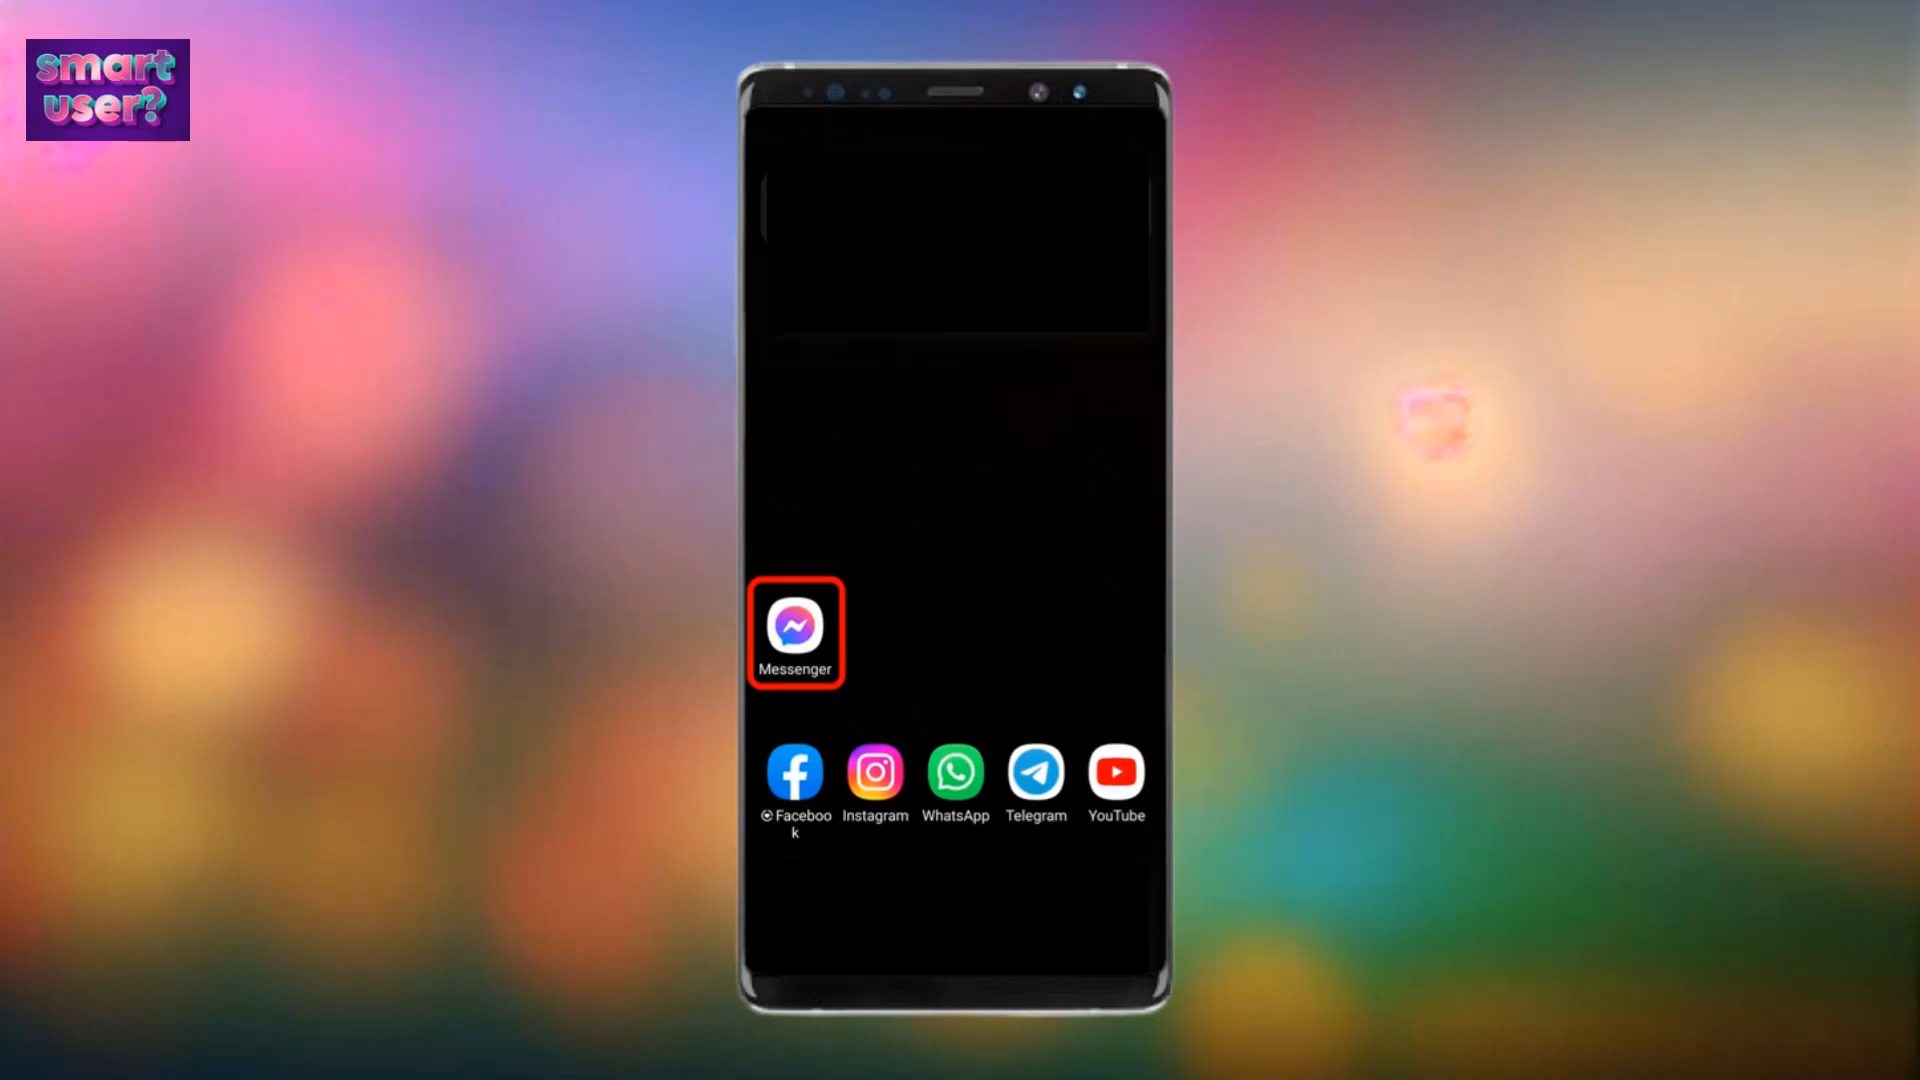 smart
user?
Messenger
Faceboo
k
Instagram
WhatsApp
Telegram
YouTube